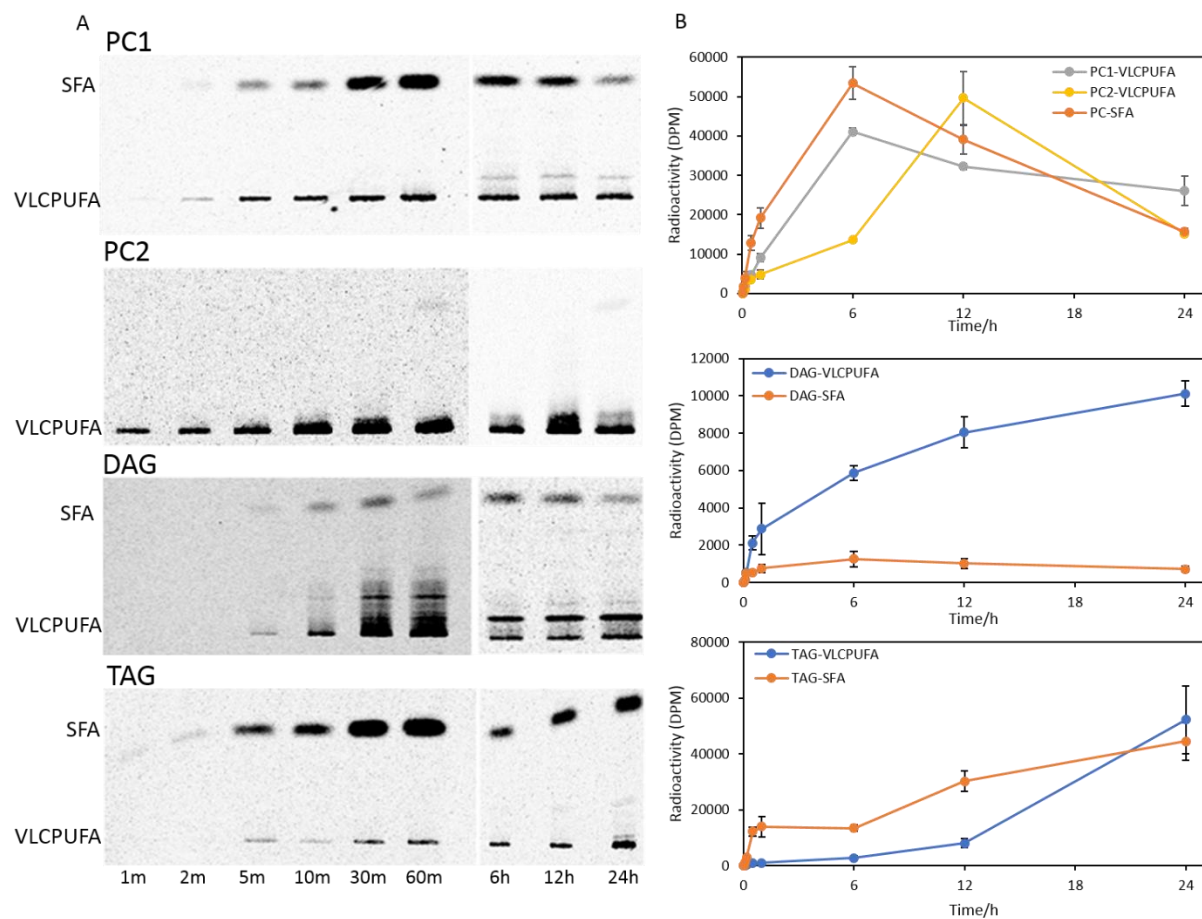 A
PC1
SFA
VLCPUFA
PC2
VLCPUFA
DAG
SFA
VLCPUFA
TAG
SFA
VLCPUFA
1m 2m 5m 10m 30m 60m 6h 12h 24h
B
60000
50000
40000
30000
20000
10000
0
Radioactivity (DPM)
PC1-VLCPUFA
PC2-VLCPUFA
PC-SFA
0 6 12 18 24
Time/h
12000
10000
8000
6000
4000
2000
0
Radioactivity (DPM)
DAG-VLCPUFA
DAG-SFA
0 6 12 18 24
Time/h
80000
60000
40000
20000
0
Radioactivity (DPM)
TAG-VLCPUFA
TAG-SFA
0 6 12 18 24
Time/h